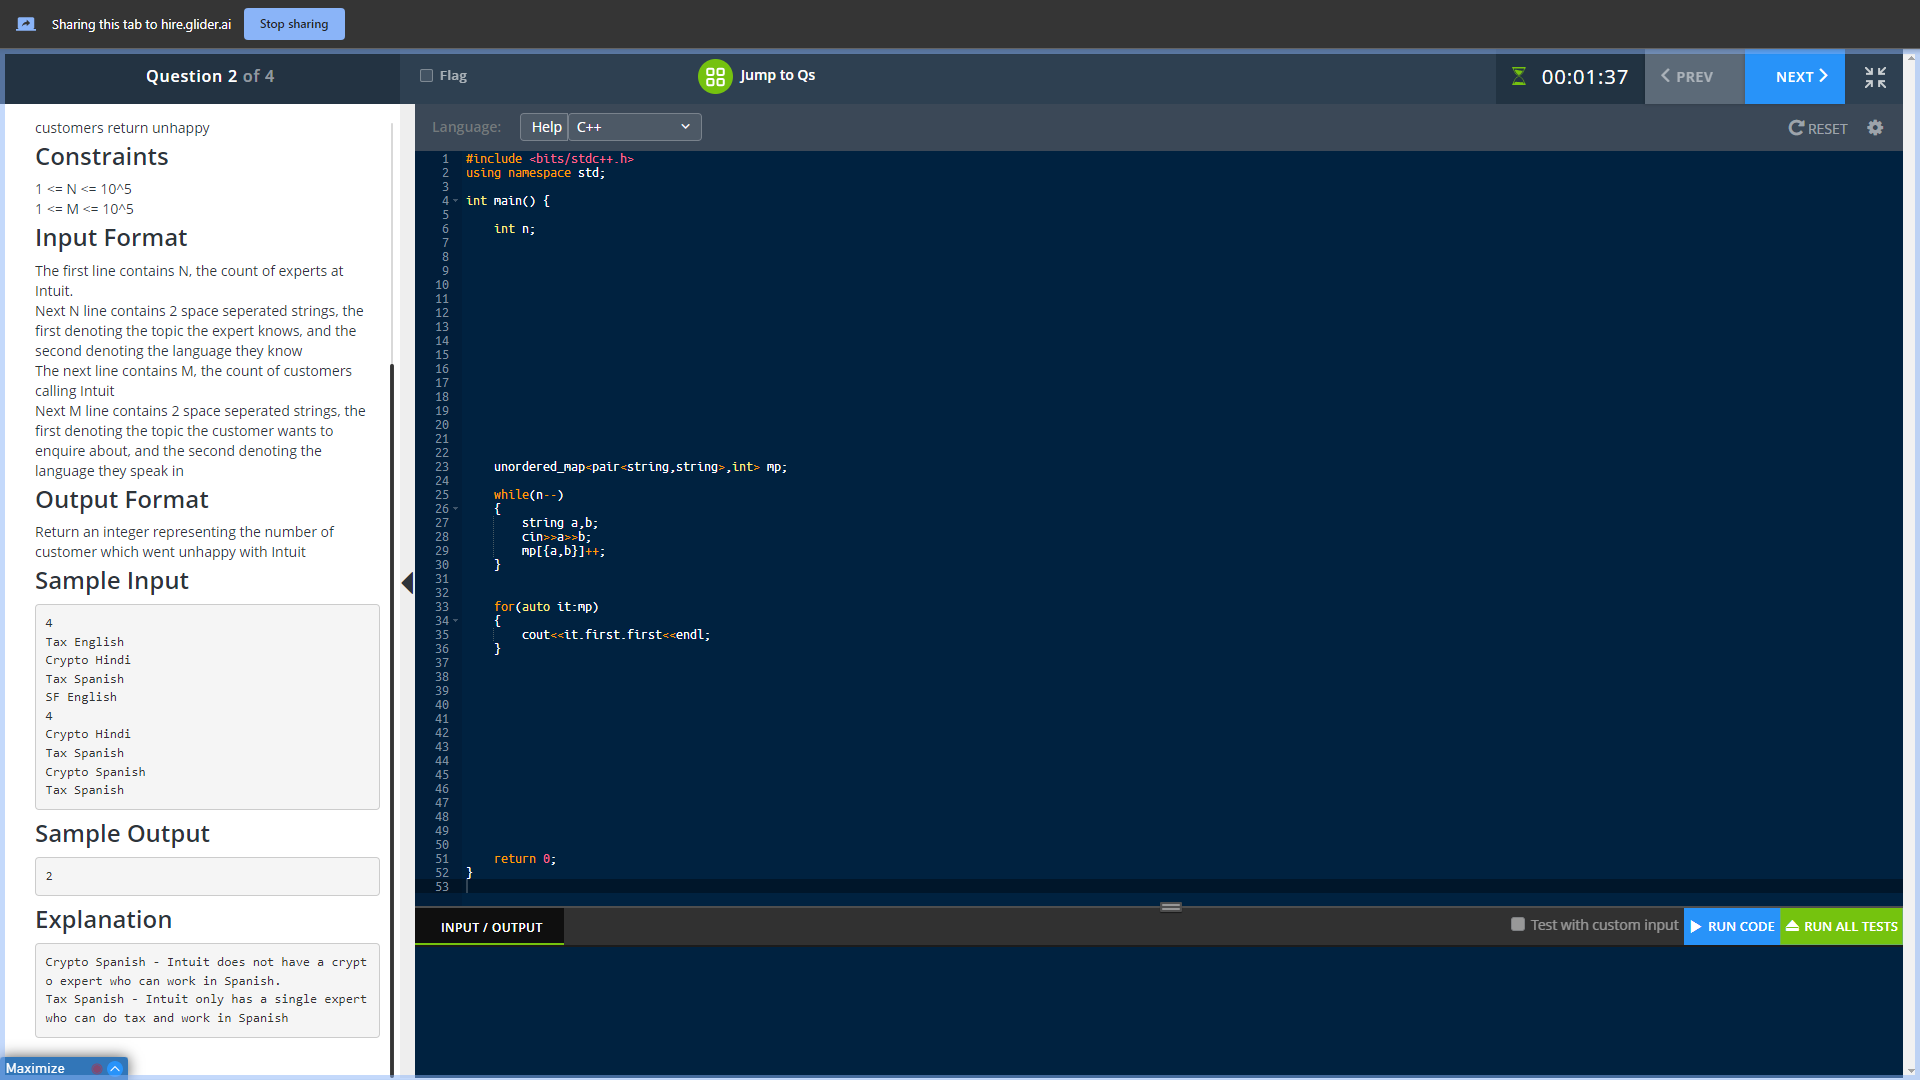 Sharing this tab to hire.glider.ai
Stop sharing
Question 2 of 4
Flag
Jump to Qs
00:01:37
PREV
NEXT
customers return unhappy
Constraints
1 <= N <= 10^5
1 <= M <= 10^5
Input Format
The first line contains N, the count of experts at
Intuit.
Next N line contains 2 space seperated strings, the
first denoting the topic the expert knows, and the
second denoting the language they know
The next line contains M, the count of customers
calling Intuit
Next M line contains 2 space seperated strings, the
first denoting the topic the customer wants to
enquire about, and the second denoting the
language they speak in
Output Format
Return an integer representing the number of
customer which went unhappy with Intuit
Sample Input
4
Tax English
Crypto Hindi
Tax Spanish
SF English
4
Crypto Hindi
Tax Spanish
Crypto Spanish
Tax Spanish
Sample Output
2
Explanation
Crypto Spanish - Intuit does not have a crypt
o expert who can work in Spanish.
Tax Spanish - Intuit only has a single expert
who can do tax and work in Spanish
Maximize
Language:
Help
C++
RESET
1 #include <bits/stdc++.h>
2 using namespace std;
3
4 int main() {
5
6 int n;
7
8
9
10
11
12
13
14
15
16
17
18
19
20
21
22
23 unordered_map<pair<string,string>,int> mp;
24
25 while(n--)
26 {
27 string a,b;
28 cin>>a>>b;
29 mp[{a,b}]++;
30 }
31
32
33 for(auto it:mp)
34 {
35 cout<<it.first.first<<endl;
36 }
37
38
39
40
41
42
43
44
45
46
47
48
49
50
51 return 0;
52 }
53
INPUT / OUTPUT
Test with custom input
RUN CODE
RUN ALL TESTS